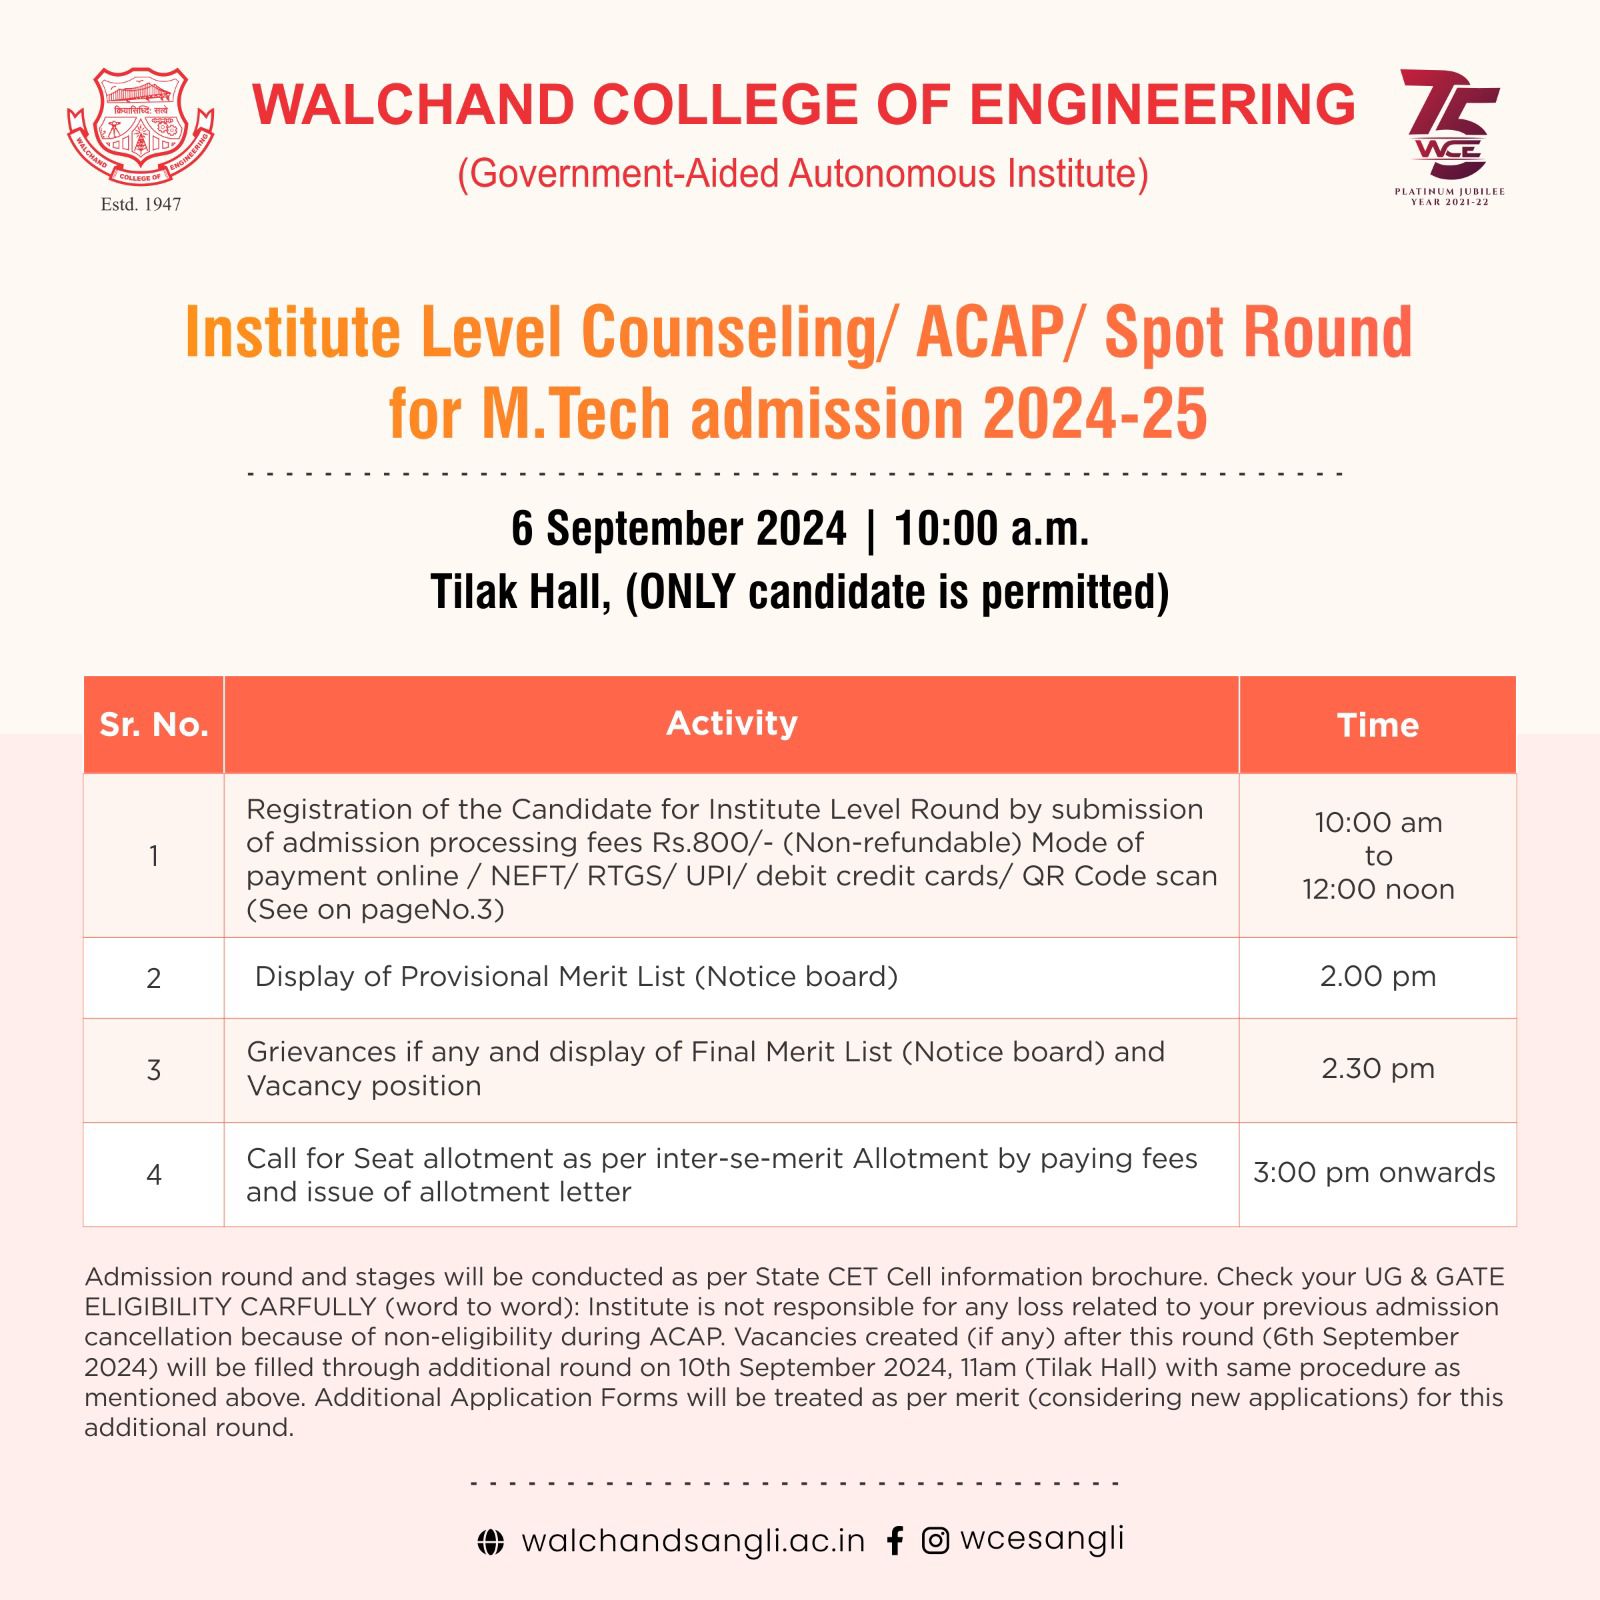 WALCHAND COLLEGE OF ENGINEERING
(Government-Aided Autonomous Institute)
क्रियासिध्दिः सत्वे
WALCHAND COLLEGE OF ENGINEERING
Estd. 1947
75
WCE
PLATINUM JUBILEE
YEAR 2021-22
Institute Level Counseling/ ACAP/ Spot Round
for M.Tech admission 2024-25
6 September 2024 | 10:00 a.m.
Tilak Hall, (ONLY candidate is permitted)
Sr. No. Activity Time
1
Registration of the Candidate for Institute Level Round by submission
of admission processing fees Rs.800/- (Non-refundable) Mode of
payment online / NEFT/ RTGS/ UPI/ debit credit cards/ QR Code scan
(See on pageNo.3)
10:00 am
to
12:00 noon
2 Display of Provisional Merit List (Notice board) 2.00 pm
3
Grievances if any and display of Final Merit List (Notice board) and
Vacancy position
2.30 pm
4
Call for Seat allotment as per inter-se-merit Allotment by paying fees
and issue of allotment letter
3:00 pm onwards
Admission round and stages will be conducted as per State CET Cell information brochure. Check your UG & GATE
ELIGIBILITY CARFULLY (word to word): Institute is not responsible for any loss related to your previous admission
cancellation because of non-eligibility during ACAP. Vacancies created (if any) after this round (6th September
2024) will be filled through additional round on 10th September 2024, 11am (Tilak Hall) with same procedure as
mentioned above. Additional Application Forms will be treated as per merit (considering new applications) for this
additional round.
walchandsangli.ac.in wcesangli